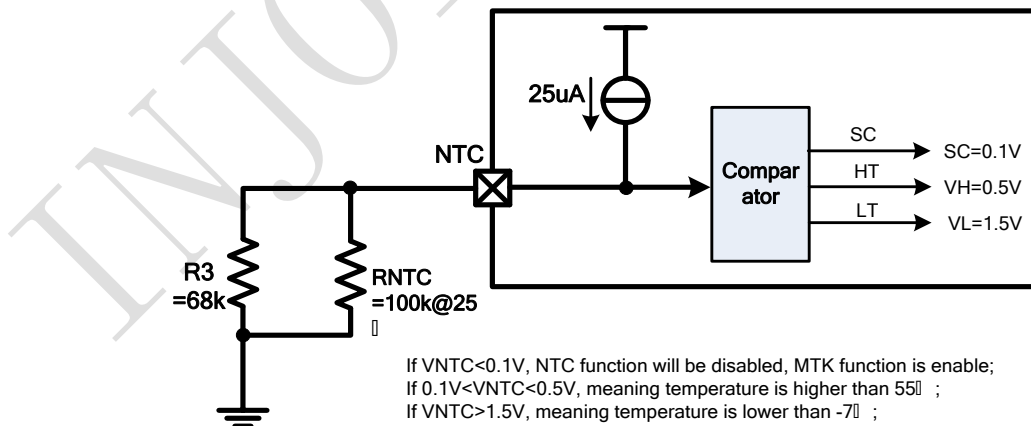 25uA
NTC
SC
SC=0.1V
Compar
ator
HT
VH=0.5V
LT
VL=1.5V
R3
=68k
RNTC
=100k@25
▯
If VNTC<0.1V, NTC function will be disabled, MTK function is enable;
If 0.1V<VNTC<0.5V, meaning temperature is higher than 55▯ ;
If VNTC>1.5V, meaning temperature is lower than -7▯ ;
INJO